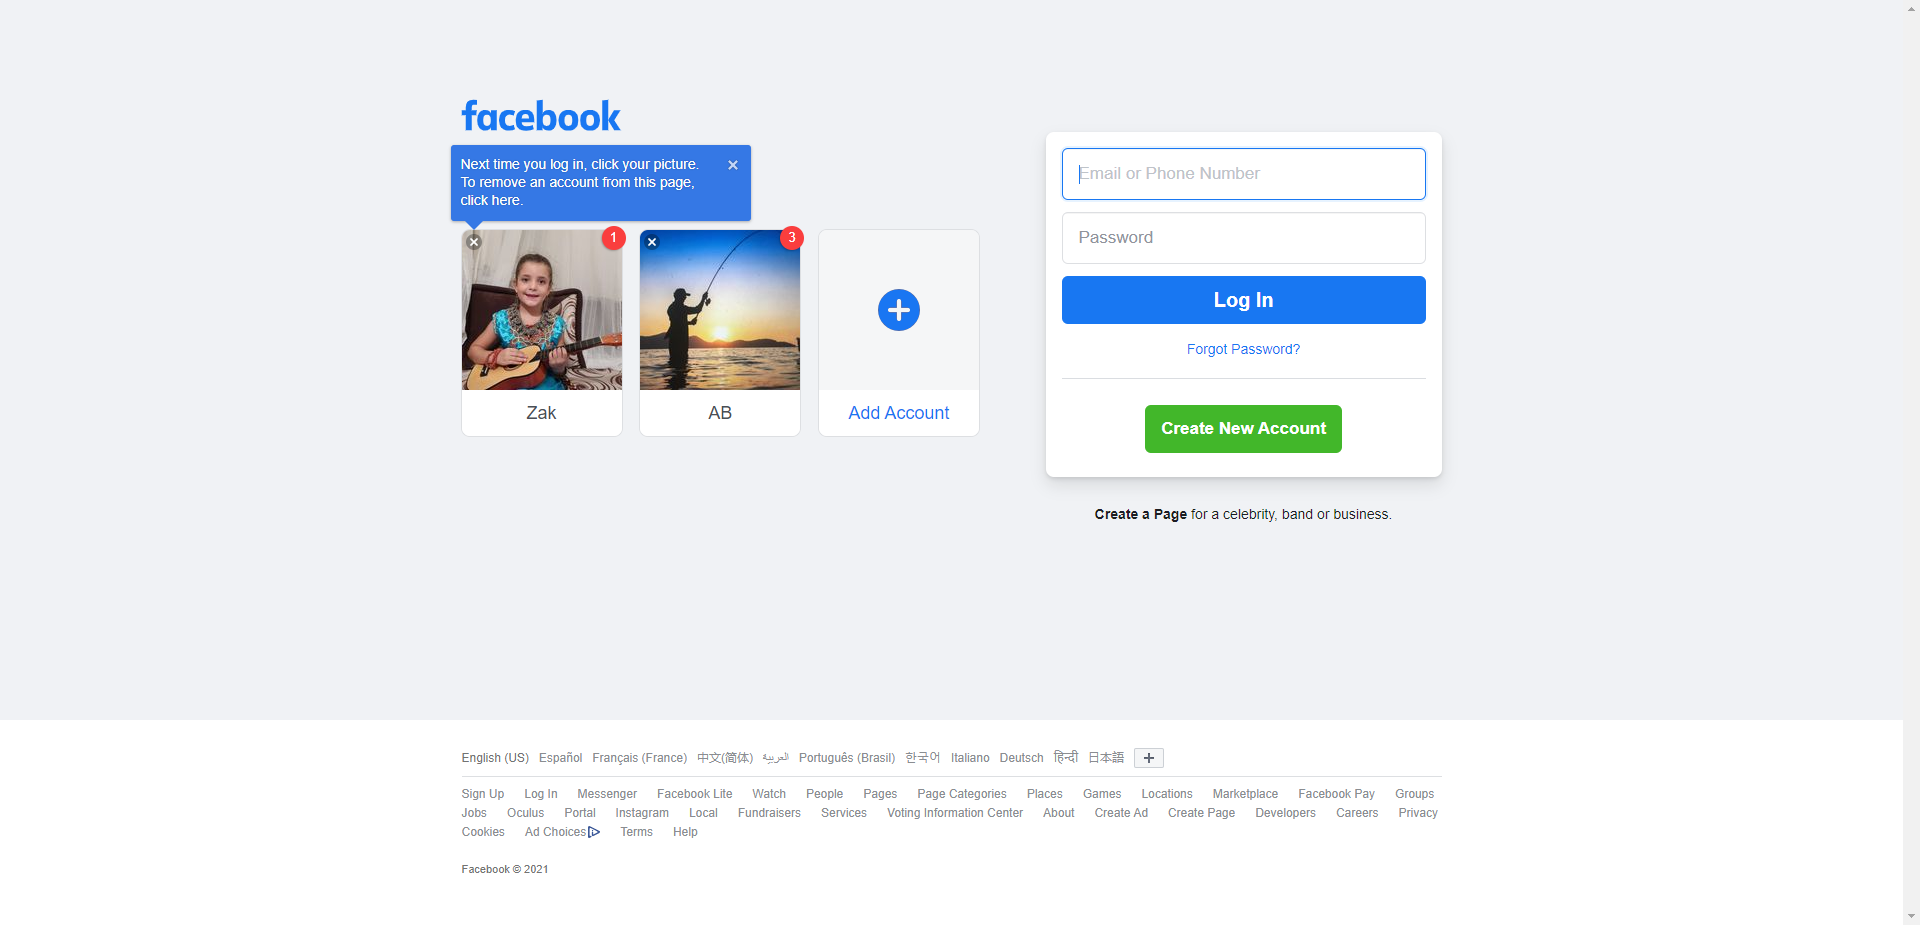 facebook
Next time you log in, click your picture.
To remove an account from this page,
click here.
1
3
Zak
AB
Add Account
Email or Phone Number
Password
Log In
Forgot Password?
Create New Account
Create a Page for a celebrity, band or business.
English (US) Español Français (France) 中文(简体) العربية Português (Brasil) 한국어 Italiano Deutsch हिन्दी 日本語
Sign Up Log In Messenger Facebook Lite Watch People Pages Page Categories Places Games Locations Marketplace Facebook Pay Groups
Jobs Oculus Portal Instagram Local Fundraisers Services Voting Information Center About Create Ad Create Page Developers Careers Privacy
Cookies Ad Choices Terms Help
Facebook © 2021